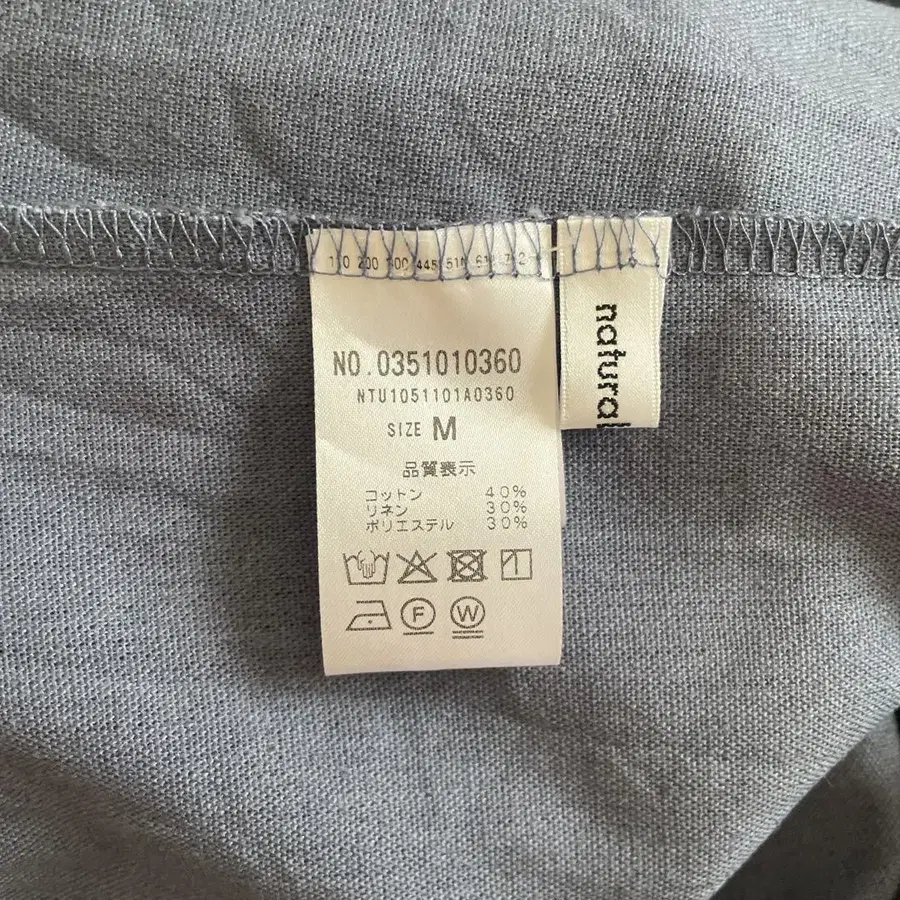 NO.0351010360
NTU1051101A0360
SIZE M
品質表示
コットン 40%
リネン 30%
ポリエステル 30%
F W
natural